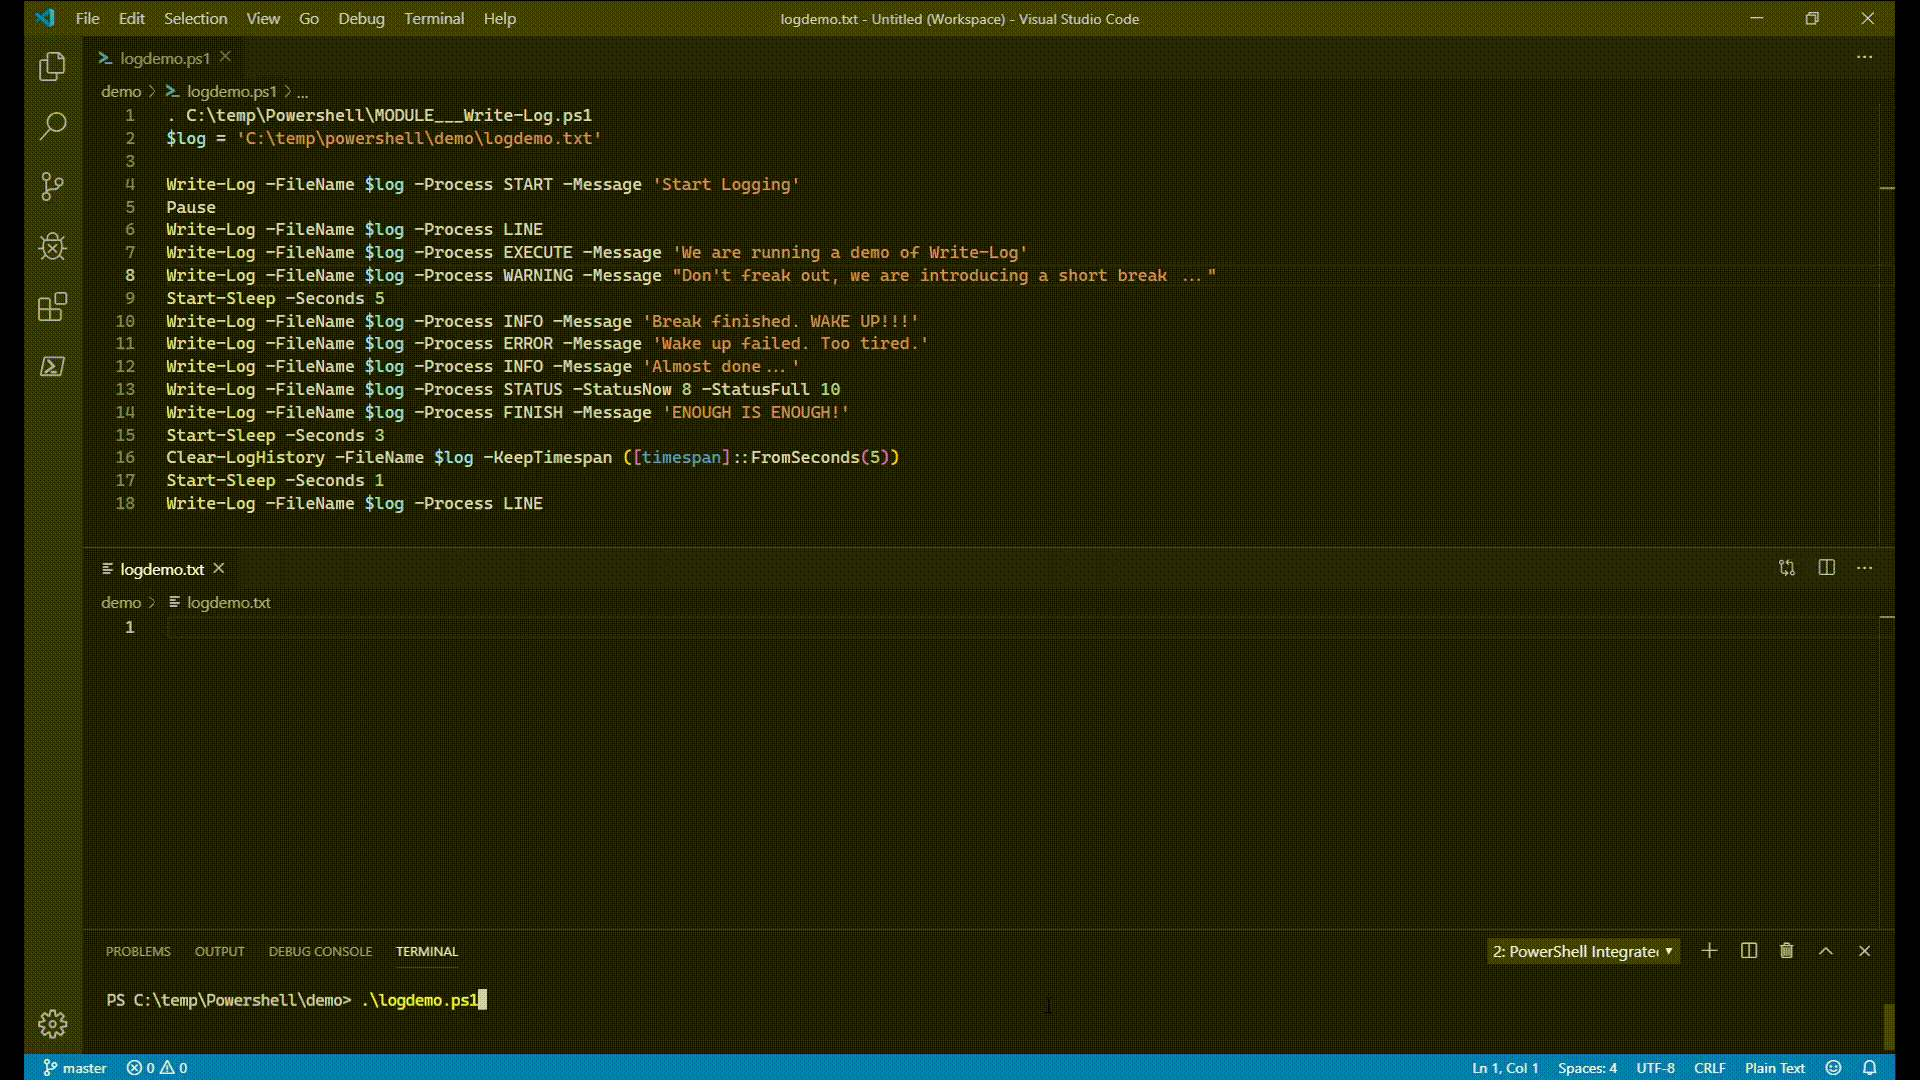 File Edit Selection View Go Debug Terminal Help logdemo.txt - Untitled (Workspace) - Visual Studio Code
logdemo.ps1
demo > logdemo.ps1 > ...
1 . C:\temp\Powershell\MODULE___Write-Log.ps1
2 $log = 'C:\temp\powershell\demo\logdemo.txt'
3
4 Write-Log -FileName $log -Process START -Message 'Start Logging'
5 Pause
6 Write-Log -FileName $log -Process LINE
7 Write-Log -FileName $log -Process EXECUTE -Message 'We are running a demo of Write-Log'
8 Write-Log -FileName $log -Process WARNING -Message "Don't freak out, we are introducing a short break ..."
9 Start-Sleep -Seconds 5
10 Write-Log -FileName $log -Process INFO -Message 'Break finished. WAKE UP!!!'
11 Write-Log -FileName $log -Process ERROR -Message 'Wake up failed. Too tired.'
12 Write-Log -FileName $log -Process INFO -Message 'Almost done...'
13 Write-Log -FileName $log -Process STATUS -StatusNow 8 -StatusFull 10
14 Write-Log -FileName $log -Process FINISH -Message 'ENOUGH IS ENOUGH!'
15 Start-Sleep -Seconds 3
16 Clear-LogHistory -FileName $log -KeepTimespan ([timespan]::FromSeconds(5))
17 Start-Sleep -Seconds 1
18 Write-Log -FileName $log -Process LINE
logdemo.txt
demo > logdemo.txt
1
PROBLEMS OUTPUT DEBUG CONSOLE TERMINAL 2: PowerShell Integrate
PS C:\temp\Powershell\demo> .\logdemo.ps1
master 0 0 Ln 1, Col 1 Spaces: 4 UTF-8 CRLF Plain Text